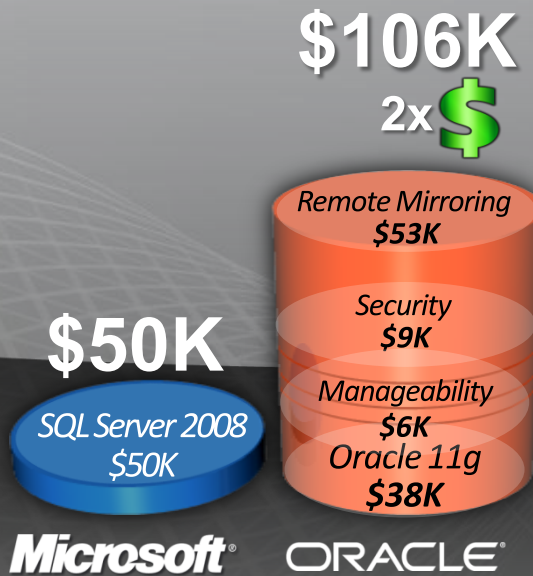 $106K
2x $
Remote Mirroring
$53K
Security
$9K
Manageability
$6K
Oracle 11g
$38K
$50K
SQL Server 2008
$50K
Microsoft®
ORACLE®